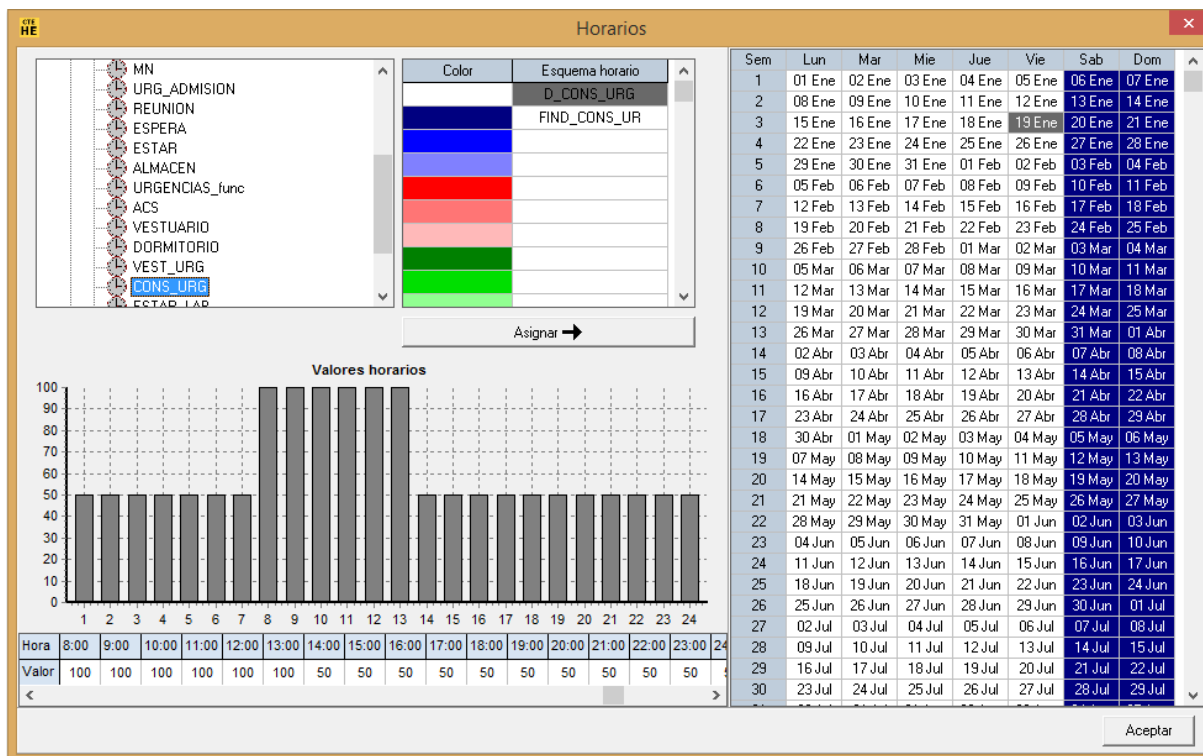 CTE
HE
Horarios
MN
URG_ADMISION
REUNION
ESPERA
ESTAR
ALMACEN
URGENCIAS_func
ACS
VESTUARIO
DORMITORIO
VEST_URG
CONS_URG
ESTAR_LAB
Color Esquema horario
D_CONS_URG
FIND_CONS_UR
Asignar
Valores horarios
100
90
80
70
60
50
40
30
20
10
0
1 2 3 4 5 6 7 8 9 10 11 12 13 14 15 16 17 18 19 20 21 22 23 24
Hora 8:00 9:00 10:00 11:00 12:00 13:00 14:00 15:00 16:00 17:00 18:00 19:00 20:00 21:00 22:00 23:00 24
Valor 100 100 100 100 100 100 50 50 50 50 50 50 50 50 50 50
Sem Lun Mar Mie Jue Vie Sab Dom
1 01 Ene 02 Ene 03 Ene 04 Ene 05 Ene 06 Ene 07 Ene
2 08 Ene 09 Ene 10 Ene 11 Ene 12 Ene 13 Ene 14 Ene
3 15 Ene 16 Ene 17 Ene 18 Ene 19 Ene 20 Ene 21 Ene
4 22 Ene 23 Ene 24 Ene 25 Ene 26 Ene 27 Ene 28 Ene
5 29 Ene 30 Ene 31 Ene 01 Feb 02 Feb 03 Feb 04 Feb
6 05 Feb 06 Feb 07 Feb 08 Feb 09 Feb 10 Feb 11 Feb
7 12 Feb 13 Feb 14 Feb 15 Feb 16 Feb 17 Feb 18 Feb
8 19 Feb 20 Feb 21 Feb 22 Feb 23 Feb 24 Feb 25 Feb
9 26 Feb 27 Feb 28 Feb 01 Mar 02 Mar 03 Mar 04 Mar
10 05 Mar 06 Mar 07 Mar 08 Mar 09 Mar 10 Mar 11 Mar
11 12 Mar 13 Mar 14 Mar 15 Mar 16 Mar 17 Mar 18 Mar
12 19 Mar 20 Mar 21 Mar 22 Mar 23 Mar 24 Mar 25 Mar
13 26 Mar 27 Mar 28 Mar 29 Mar 30 Mar 31 Mar 01 Abr
14 02 Abr 03 Abr 04 Abr 05 Abr 06 Abr 07 Abr 08 Abr
15 09 Abr 10 Abr 11 Abr 12 Abr 13 Abr 14 Abr 15 Abr
16 16 Abr 17 Abr 18 Abr 19 Abr 20 Abr 21 Abr 22 Abr
17 23 Abr 24 Abr 25 Abr 26 Abr 27 Abr 28 Abr 29 Abr
18 30 Abr 01 May 02 May 03 May 04 May 05 May 06 May
19 07 May 08 May 09 May 10 May 11 May 12 May 13 May
20 14 May 15 May 16 May 17 May 18 May 19 May 20 May
21 21 May 22 May 23 May 24 May 25 May 26 May 27 May
22 28 May 29 May 30 May 31 May 01 Jun 02 Jun 03 Jun
23 04 Jun 05 Jun 06 Jun 07 Jun 08 Jun 09 Jun 10 Jun
24 11 Jun 12 Jun 13 Jun 14 Jun 15 Jun 16 Jun 17 Jun
25 18 Jun 19 Jun 20 Jun 21 Jun 22 Jun 23 Jun 24 Jun
26 25 Jun 26 Jun 27 Jun 28 Jun 29 Jun 30 Jun 01 Jul
27 02 Jul 03 Jul 04 Jul 05 Jul 06 Jul 07 Jul 08 Jul
28 09 Jul 10 Jul 11 Jul 12 Jul 13 Jul 14 Jul 15 Jul
29 16 Jul 17 Jul 18 Jul 19 Jul 20 Jul 21 Jul 22 Jul
30 23 Jul 24 Jul 25 Jul 26 Jul 27 Jul 28 Jul 29 Jul
Aceptar